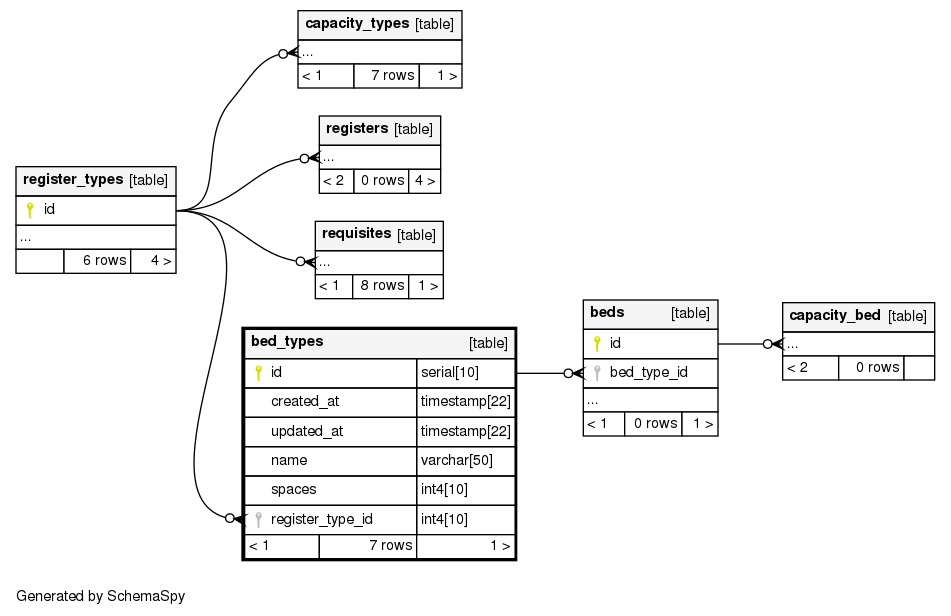 capacity_types [table]
...
< 1 7 rows 1 >
registers [table]
...
< 2 0 rows 4 >
register_types [table]
id
...
6 rows 4 >
requisites [table]
...
< 1 8 rows 1 >
bed_types [table]
id serial[10]
created_at timestamp[22]
updated_at timestamp[22]
name varchar[50]
spaces int4[10]
register_type_id int4[10]
< 1 7 rows 1 >
beds [table]
id
bed_type_id
...
< 1 0 rows 1 >
capacity_bed [table]
...
< 2 0 rows
Generated by SchemaSpy